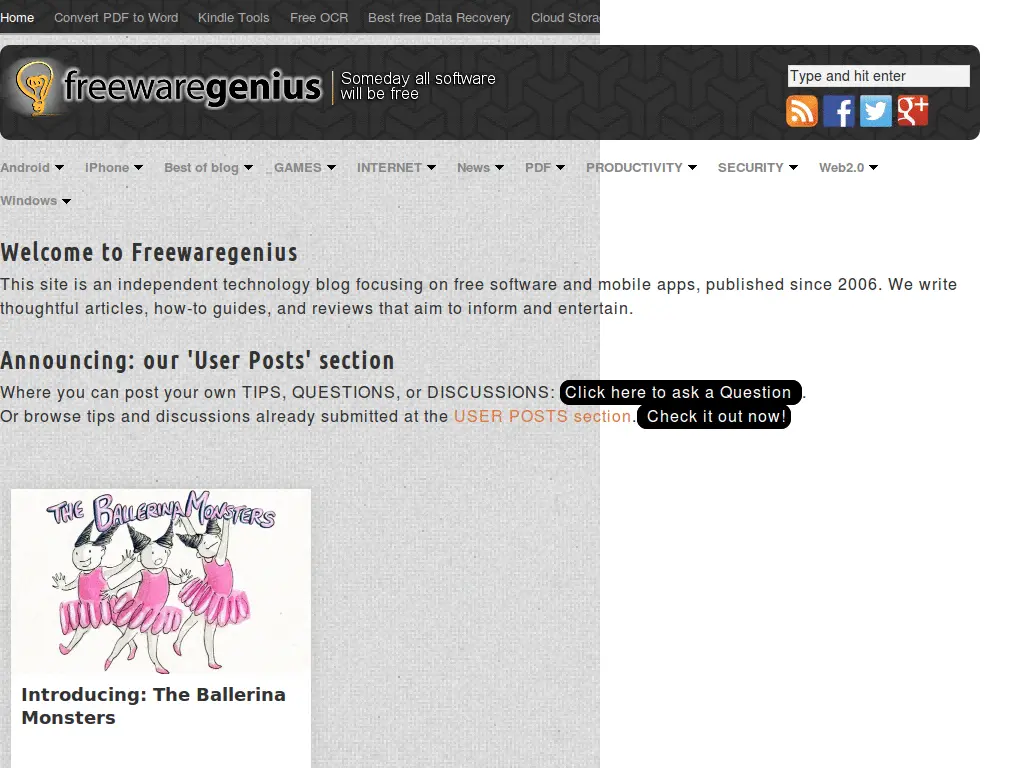 Home Convert PDF to Word Kindle Tools Free OCR Best free Data Recovery Cloud
freewaregenius Someday all software
will be free
Type and hit enter
Android iPhone Best of blog _GAMES INTERNET News PDF PRODUCTIVITY SECURITY Web2.0
Windows
Welcome to Freewaregenius
This site is an independent technology blog focusing on free software and mobile apps, published since 2006. We write
thoughtful articles, how-to guides, and reviews that aim to inform and entertain.
Announcing: our 'User Posts' section
Where you can post your own TIPS, QUESTIONS, or DISCUSSIONS: Click here to ask a Question .
Or browse tips and discussions already submitted at the USER POSTS section. Check it out now!
THE BALLERINA MONSTERS
Introducing: The Ballerina
Monsters